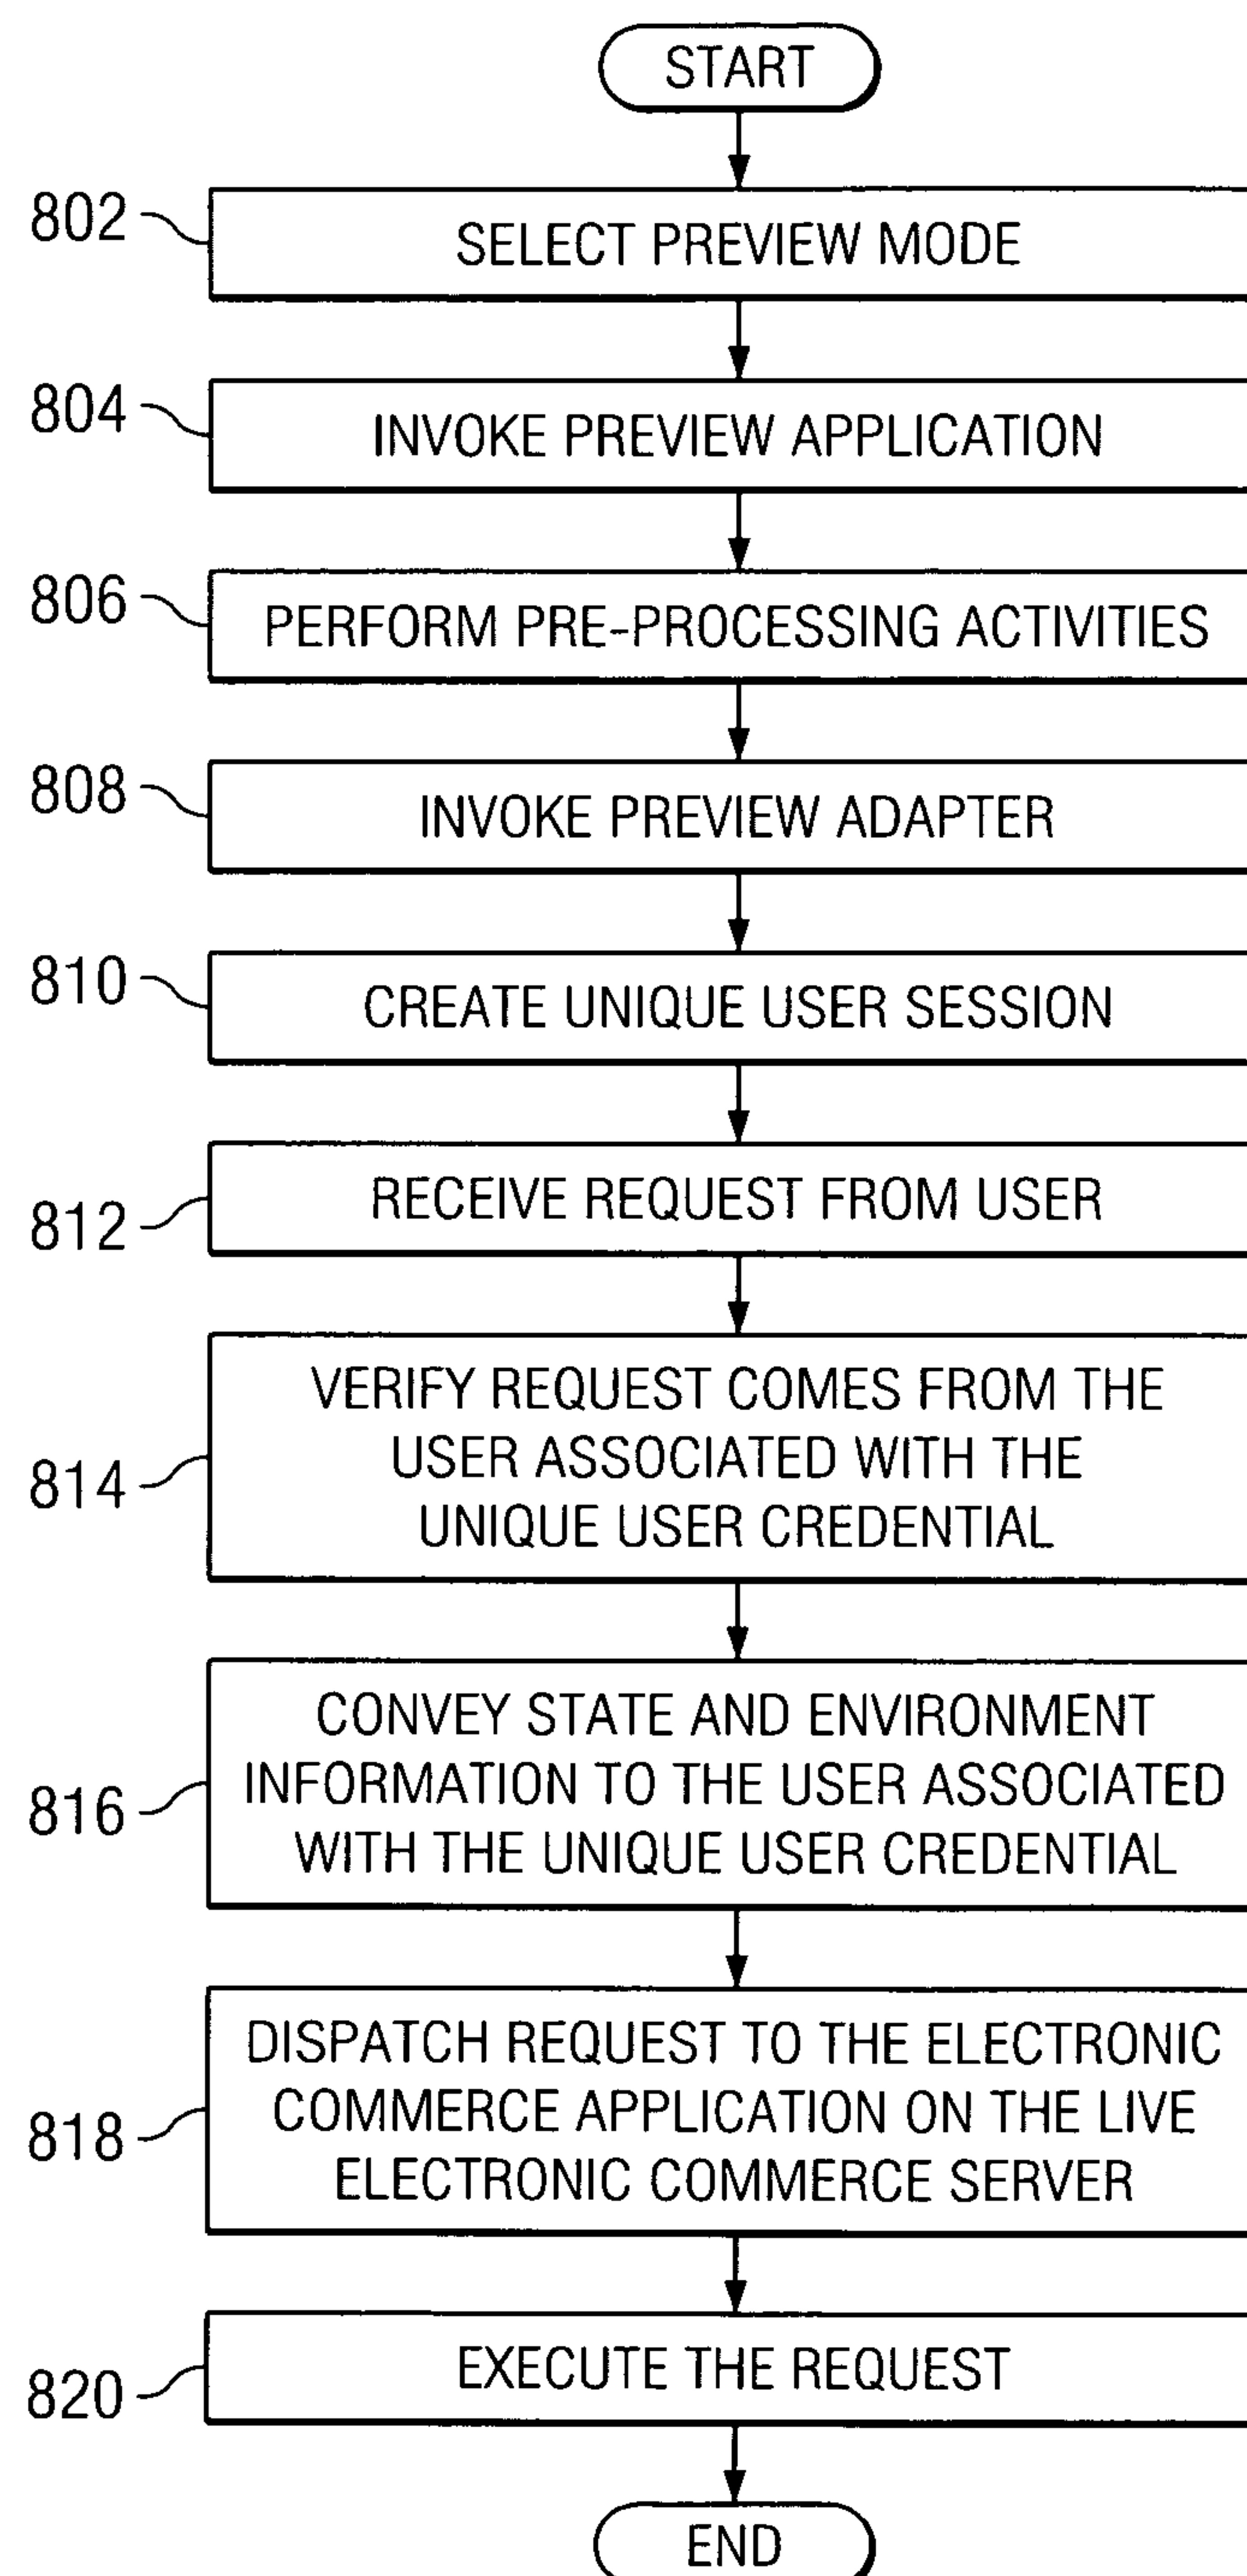 START
802
SELECT PREVIEW MODE
804
INVOKE PREVIEW APPLICATION
806
PERFORM PRE-PROCESSING ACTIVITIES
808
INVOKE PREVIEW ADAPTER
810
CREATE UNIQUE USER SESSION
812
RECEIVE REQUEST FROM USER
814
VERIFY REQUEST COMES FROM THE
USER ASSOCIATED WITH THE
UNIQUE USER CREDENTIAL
816
CONVEY STATE AND ENVIRONMENT
INFORMATION TO THE USER ASSOCIATED
WITH THE UNIQUE USER CREDENTIAL
818
DISPATCH REQUEST TO THE ELECTRONIC
COMMERCE APPLICATION ON THE LIVE
ELECTRONIC COMMERCE SERVER
820
EXECUTE THE REQUEST
END